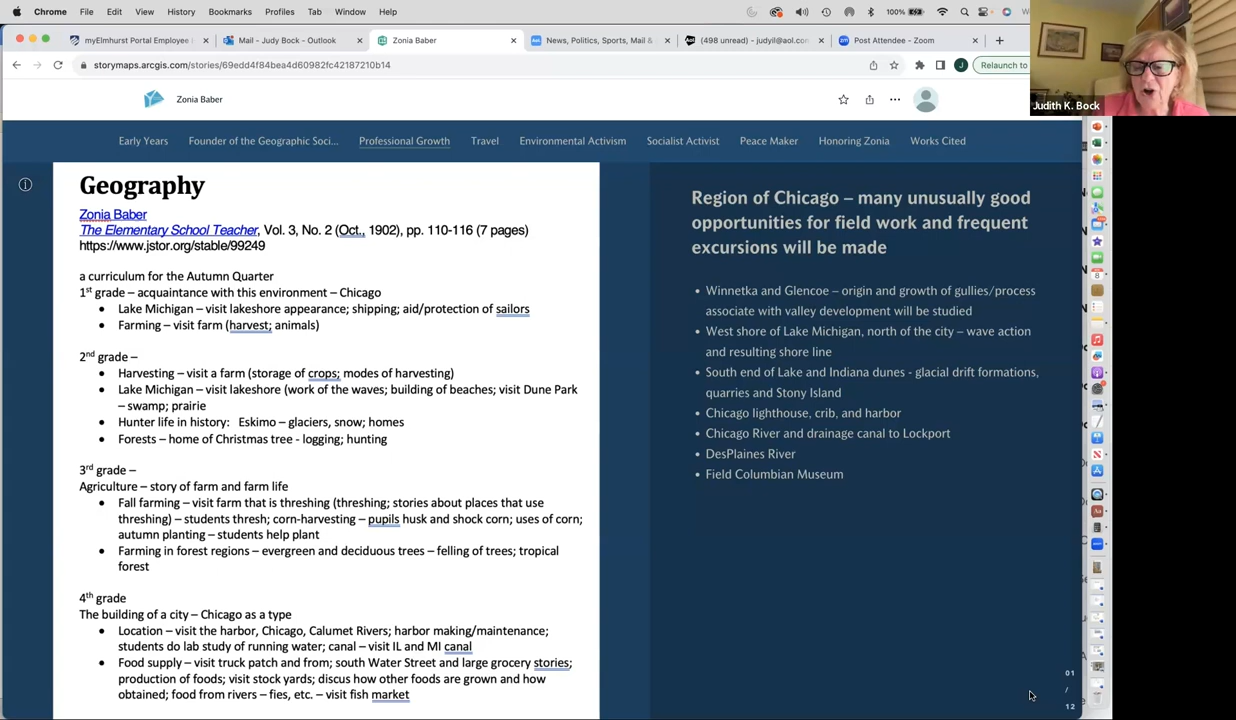 Chrome File Edit View History Bookmarks Profiles Tab Window Help
100%
myElmhurst Portal Employee
Mail - Judy Bock - Outlook
Zonia Baber
News, Politics, Sports, Mail &
(498 unread) - judyil@aol.com
Post Attendee - Zoom
storymaps.arcgis.com/stories/69edd4f84bea4d60982fc42187210b14
Relaunch to
Judith K. Bock
Zonia Baber
Early Years Founder of the Geographic Soci... Professional Growth Travel Environmental Activism Socialist Activist Peace Maker Honoring Zonia Works Cited
Geography
Zonia Baber
The Elementary School Teacher, Vol. 3, No. 2 (Oct., 1902), pp. 110-116 (7 pages)
https://www.jstor.org/stable/99249
a curriculum for the Autumn Quarter
1st grade – acquaintance with this environment – Chicago
• Lake Michigan – visit lakeshore appearance; shipping; aid/protection of sailors
• Farming – visit farm (harvest; animals)
2nd grade –
• Harvesting – visit a farm (storage of crops; modes of harvesting)
• Lake Michigan – visit lakeshore (work of the waves; building of beaches; visit Dune Park
– swamp; prairie
• Hunter life in history: Eskimo – glaciers, snow; homes
• Forests – home of Christmas tree - logging; hunting
3rd grade –
Agriculture – story of farm and farm life
• Fall farming – visit farm that is threshing (threshing; stories about places that use
threshing) – students thresh; corn-harvesting – pupils husk and shock corn; uses of corn;
autumn planting – students help plant
• Farming in forest regions – evergreen and deciduous trees – felling of trees; tropical
forest
4th grade
The building of a city – Chicago as a type
• Location – visit the harbor, Chicago, Calumet Rivers; harbor making/maintenance;
students do lab study of running water; canal – visit IL and MI canal
• Food supply – visit truck patch and from; south Water Street and large grocery stories;
production of foods; visit stock yards; discus how other foods are grown and how
obtained; food from rivers – fies, etc. – visit fish market
Region of Chicago – many unusually good
opportunities for field work and frequent
excursions will be made
• Winnetka and Glencoe – origin and growth of gullies/process
associate with valley development will be studied
• West shore of Lake Michigan, north of the city – wave action
and resulting shore line
• South end of Lake and Indiana dunes - glacial drift formations,
quarries and Stony Island
• Chicago lighthouse, crib, and harbor
• Chicago River and drainage canal to Lockport
• DesPlaines River
• Field Columbian Museum
01
/
12